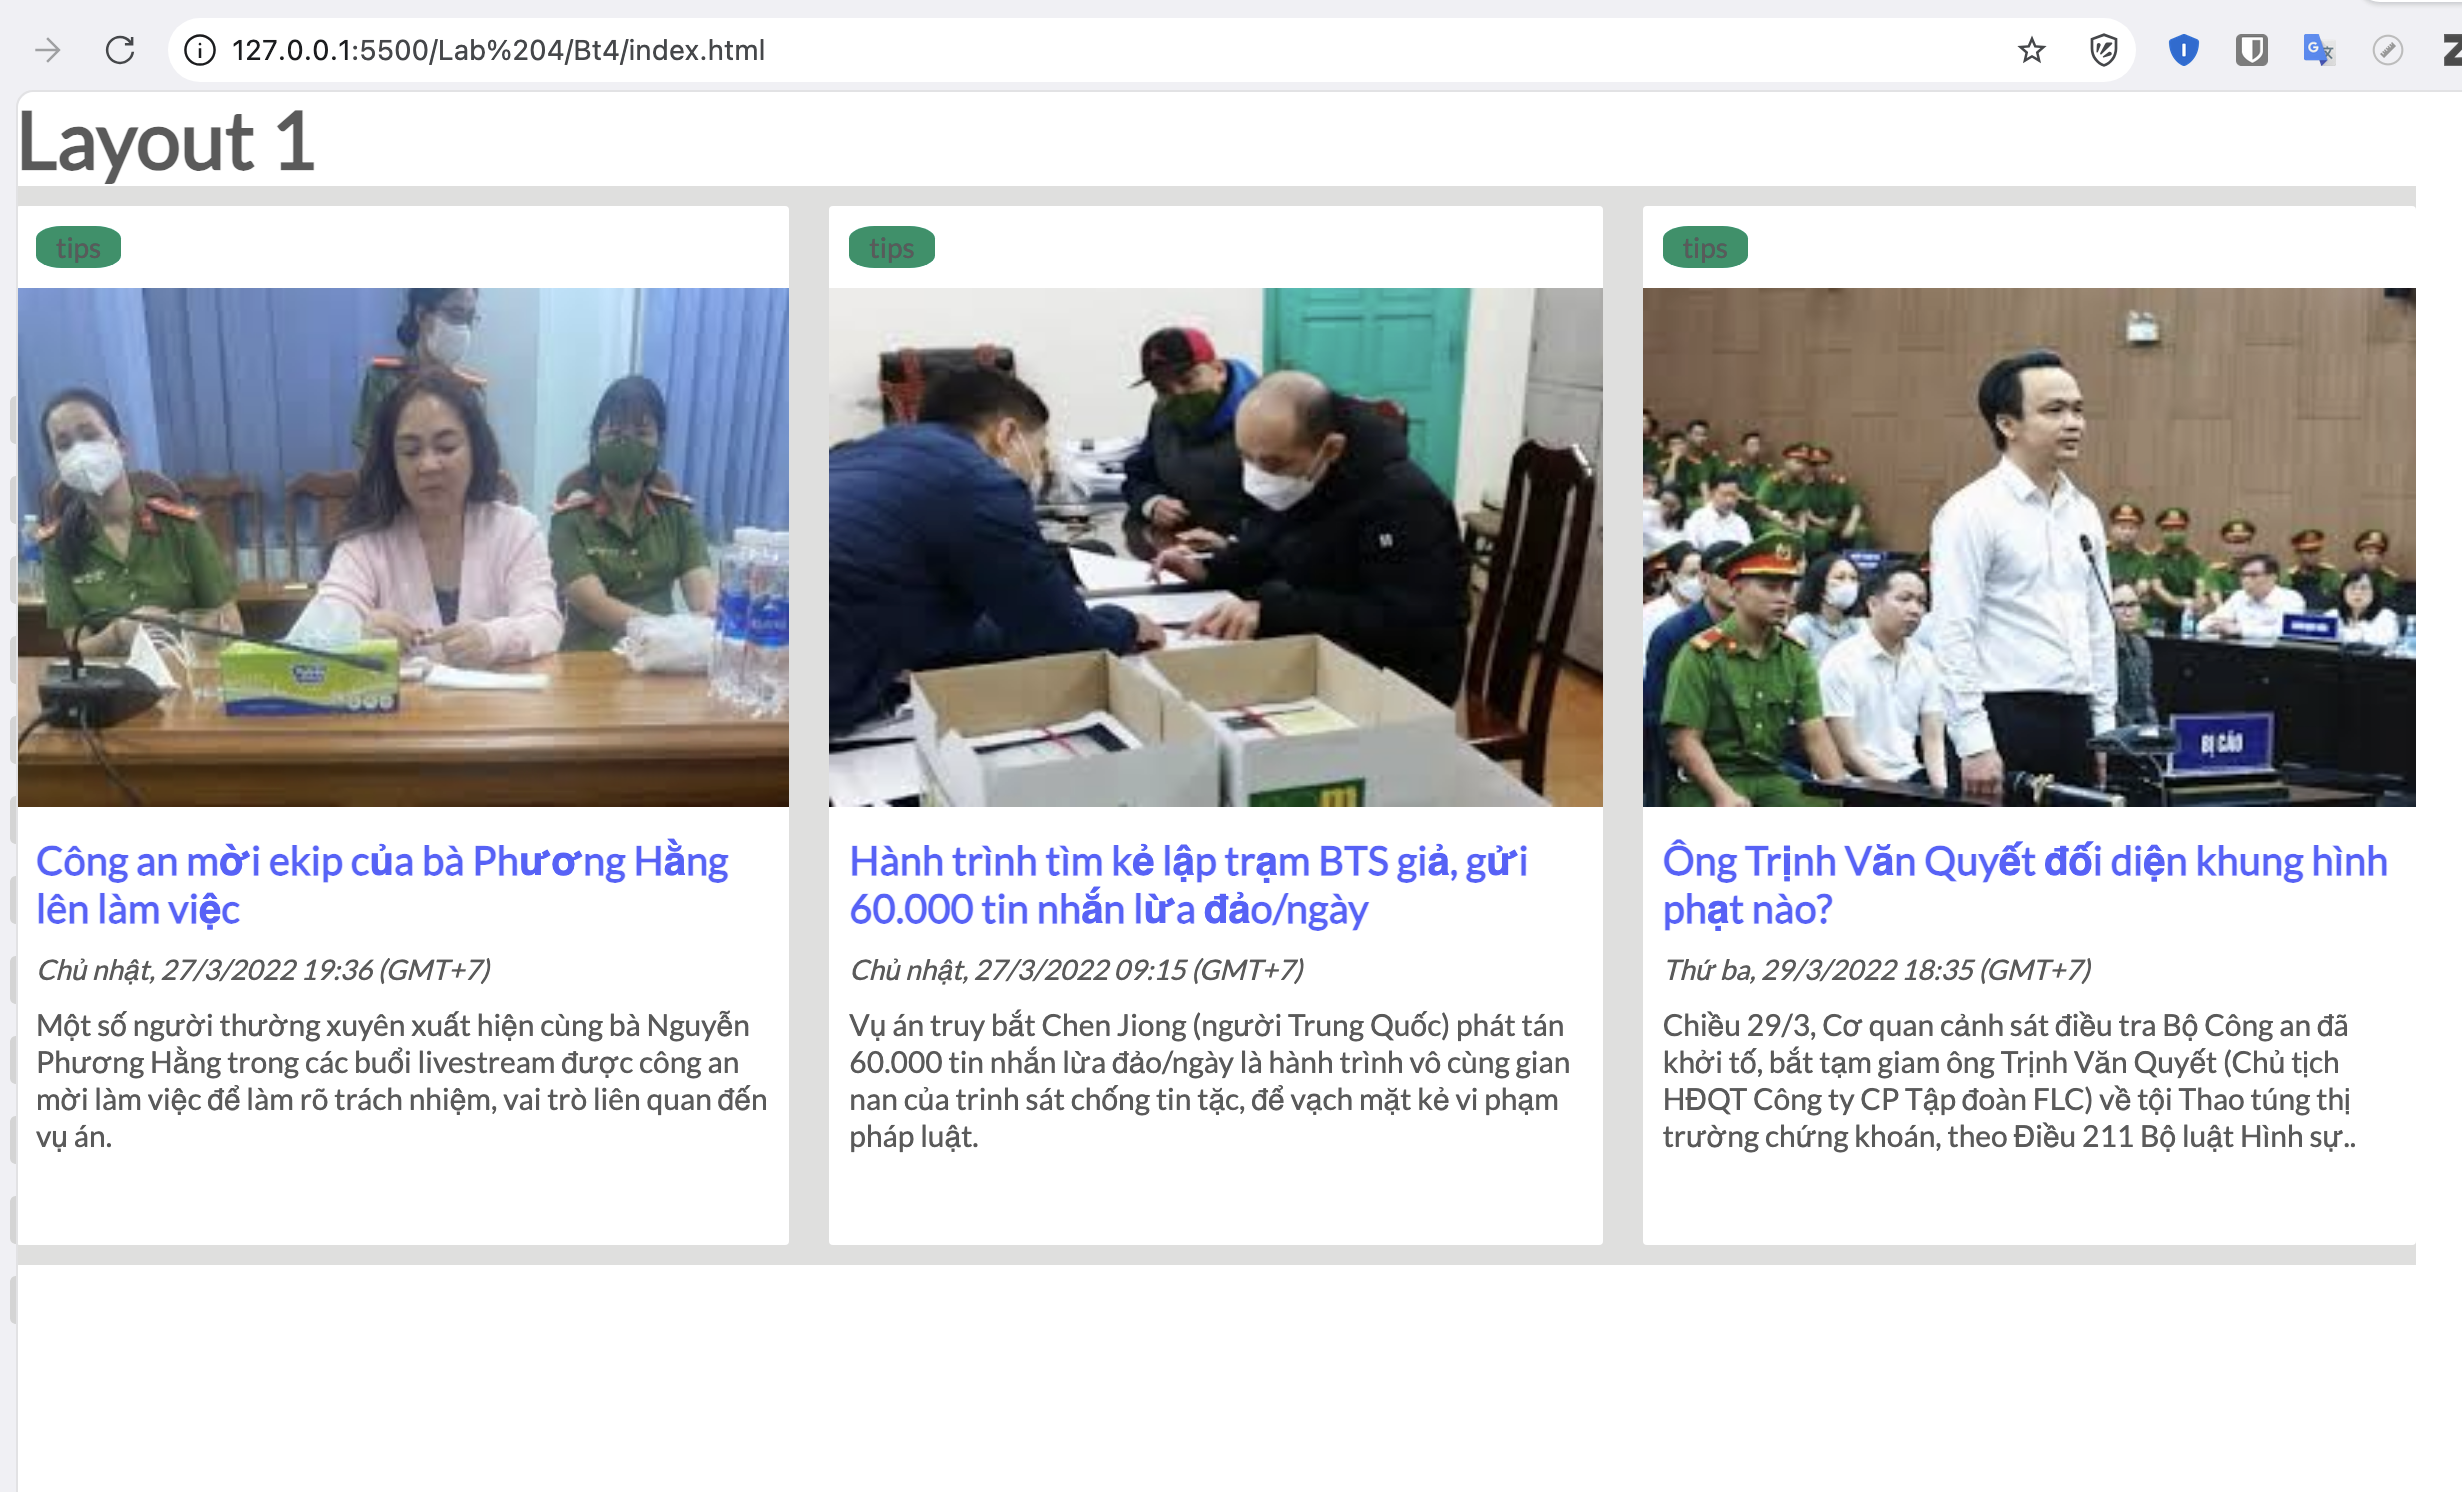 127.0.0.1:5500/Lab%204/Bt4/index.html
Layout 1
tips
Công an mời ekip của bà Phương Hằng
lên làm việc
Chủ nhật, 27/3/2022 19:36 (GMT+7)
Một số người thường xuyên xuất hiện cùng bà Nguyễn
Phương Hằng trong các buổi livestream được công an
mời làm việc để làm rõ trách nhiệm, vai trò liên quan đến
vụ án.
tips
Hành trình tìm kẻ lập trạm BTS giả, gửi
60.000 tin nhắn lừa đảo/ngày
Chủ nhật, 27/3/2022 09:15 (GMT+7)
Vụ án truy bắt Chen Jiong (người Trung Quốc) phát tán
60.000 tin nhắn lừa đảo/ngày là hành trình vô cùng gian
nan của trinh sát chống tin tặc, để vạch mặt kẻ vi phạm
pháp luật.
tips
BỊ CÁO
Ông Trịnh Văn Quyết đối diện khung hình
phạt nào?
Thứ ba, 29/3/2022 18:35 (GMT+7)
Chiều 29/3, Cơ quan cảnh sát điều tra Bộ Công an đã
khởi tố, bắt tạm giam ông Trịnh Văn Quyết (Chủ tịch
HĐQT Công ty CP Tập đoàn FLC) về tội Thao túng thị
trường chứng khoán, theo Điều 211 Bộ luật Hình sự..